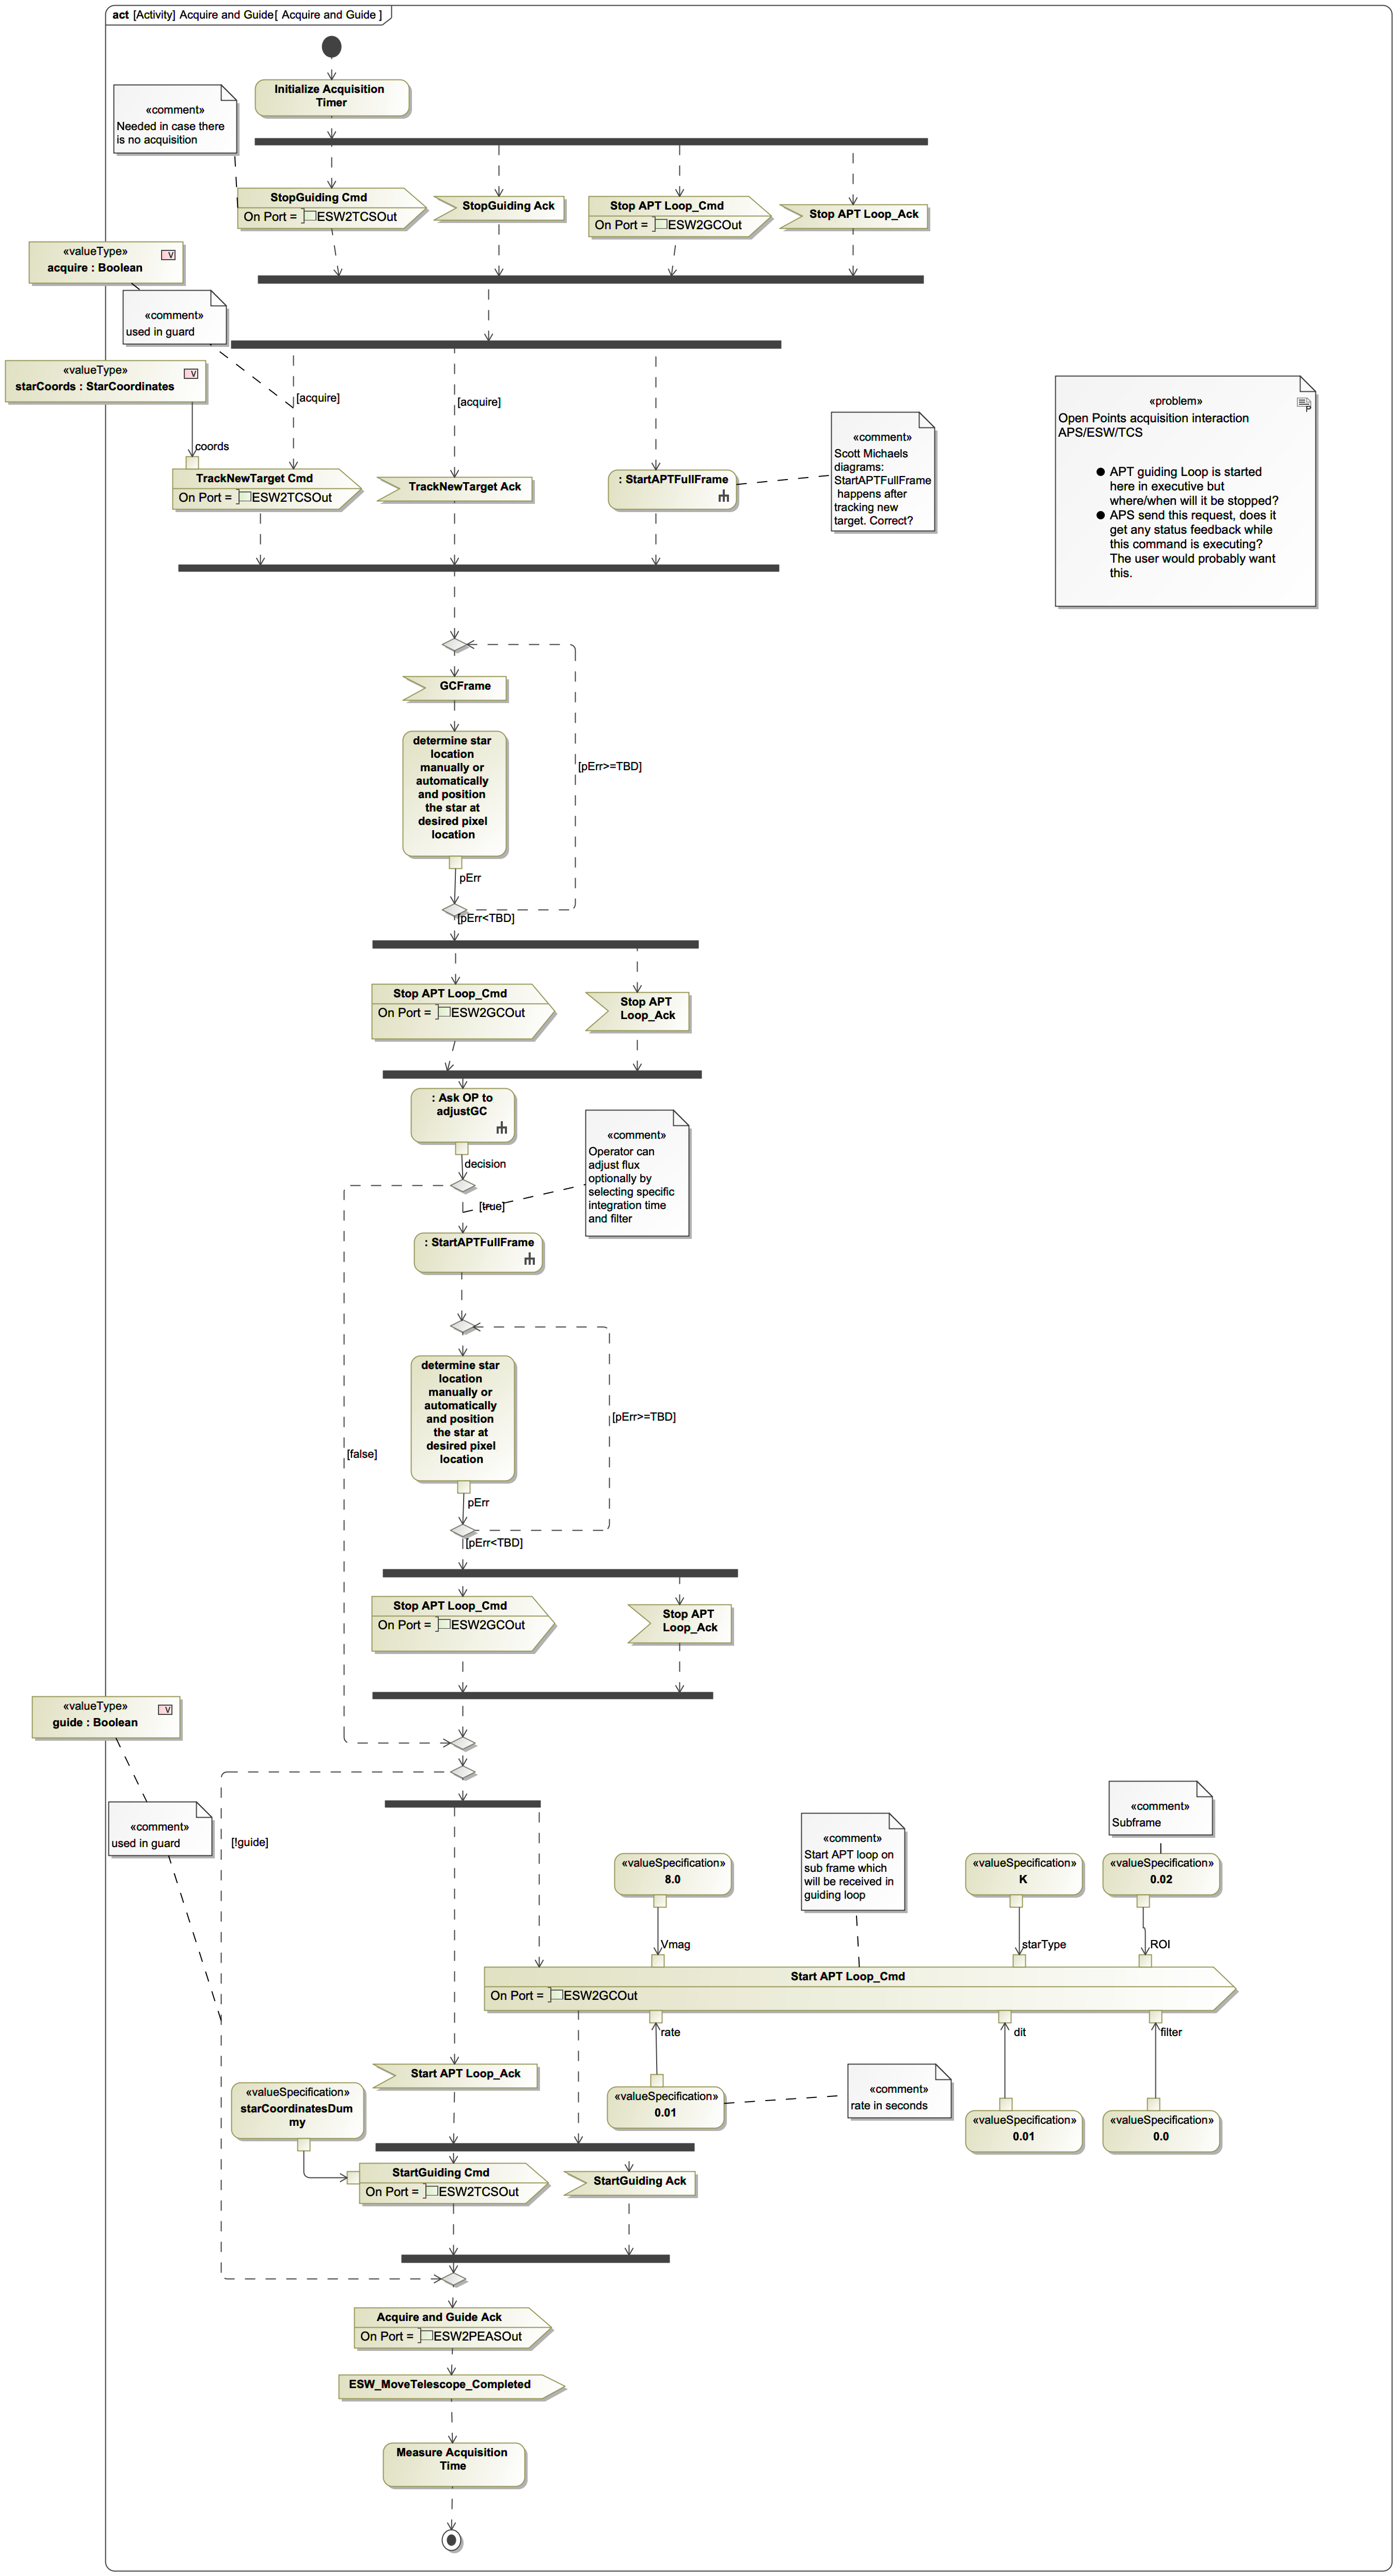 act [Activity] Acquire and Guide[ Acquire and Guide ]
Initialize Acquisition
Timer
«comment»
Needed in case there
is no acquisition
StopGuiding Cmd
On Port = ESW2TCSOut
StopGuiding Ack
Stop APT Loop_Cmd
On Port = ESW2GCOut
Stop APT Loop_Ack
«valueType»
acquire : Boolean
V
«comment»
used in guard
«valueType»
starCoords : StarCoordinates
V
[acquire]
[acquire]
coords
TrackNewTarget Cmd
On Port = ESW2TCSOut
TrackNewTarget Ack
: StartAPTFullFrame
«comment»
Scott Michaels
diagrams:
StartAPTFullFrame
happens after
tracking new
target. Correct?
«problem»
P
Open Points acquisition interaction
APS/ESW/TCS
● APT guiding Loop is started
here in executive but
where/when will it be stopped?
● APS send this request, does it
get any status feedback while
this command is executing?
The user would probably want
this.
GCFrame
determine star
location
manually or
automatically
and position
the star at
desired pixel
location
[pErr>=TBD]
pErr
[pErr<TBD]
Stop APT Loop_Cmd
On Port = ESW2GCOut
Stop APT
Loop_Ack
: Ask OP to
adjustGC
decision
«comment»
Operator can
adjust flux
optionally by
selecting specific
integration time
and filter
[true]
: StartAPTFullFrame
determine star
location
manually or
automatically
and position
the star at
desired pixel
location
[pErr>=TBD]
[false]
pErr
[pErr<TBD]
Stop APT Loop_Cmd
On Port = ESW2GCOut
Stop APT
Loop_Ack
«valueType»
guide : Boolean
V
«comment»
used in guard
[!guide]
«comment»
Start APT loop on
sub frame which
will be received in
guiding loop
«comment»
Subframe
«valueSpecification»
8.0
«valueSpecification»
K
«valueSpecification»
0.02
Vmag
starType
ROI
Start APT Loop_Cmd
On Port = ESW2GCOut
rate
dit
filter
Start APT Loop_Ack
«valueSpecification»
0.01
«comment»
rate in seconds
«valueSpecification»
0.01
«valueSpecification»
0.0
«valueSpecification»
starCoordinatesDum
my
StartGuiding Cmd
On Port = ESW2TCSOut
StartGuiding Ack
Acquire and Guide Ack
On Port = ESW2PEASOut
ESW_MoveTelescope_Completed
Measure Acquisition
Time